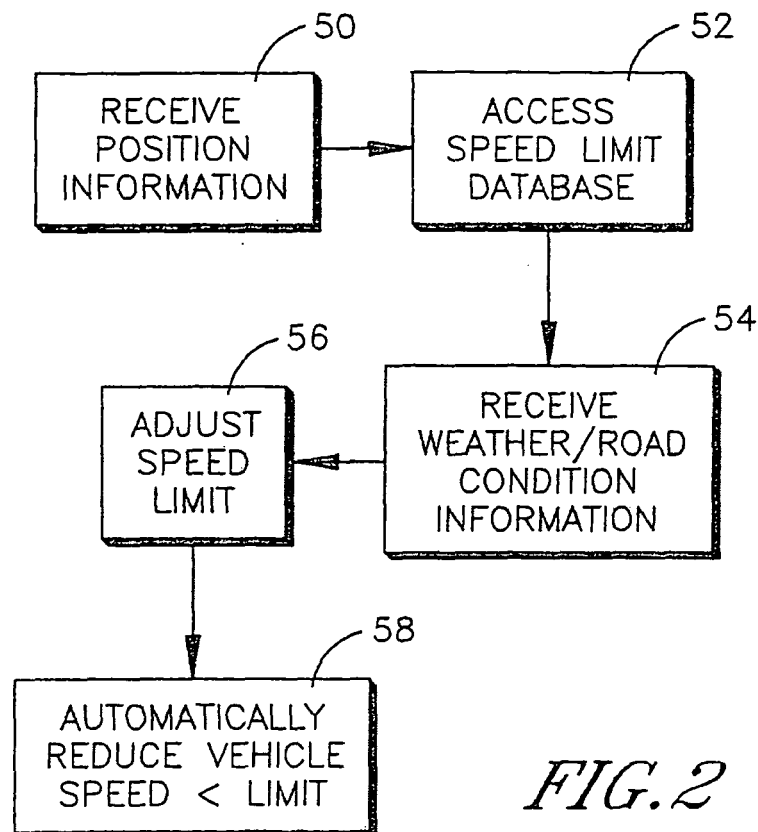 50
RECEIVE
POSITION
INFORMATION
52
ACCESS
SPEED LIMIT
DATABASE
54
RECEIVE
WEATHER/ROAD
CONDITION
INFORMATION
56
ADJUST
SPEED
LIMIT
58
AUTOMATICALLY
REDUCE VEHICLE
SPEED < LIMIT
FIG. 2